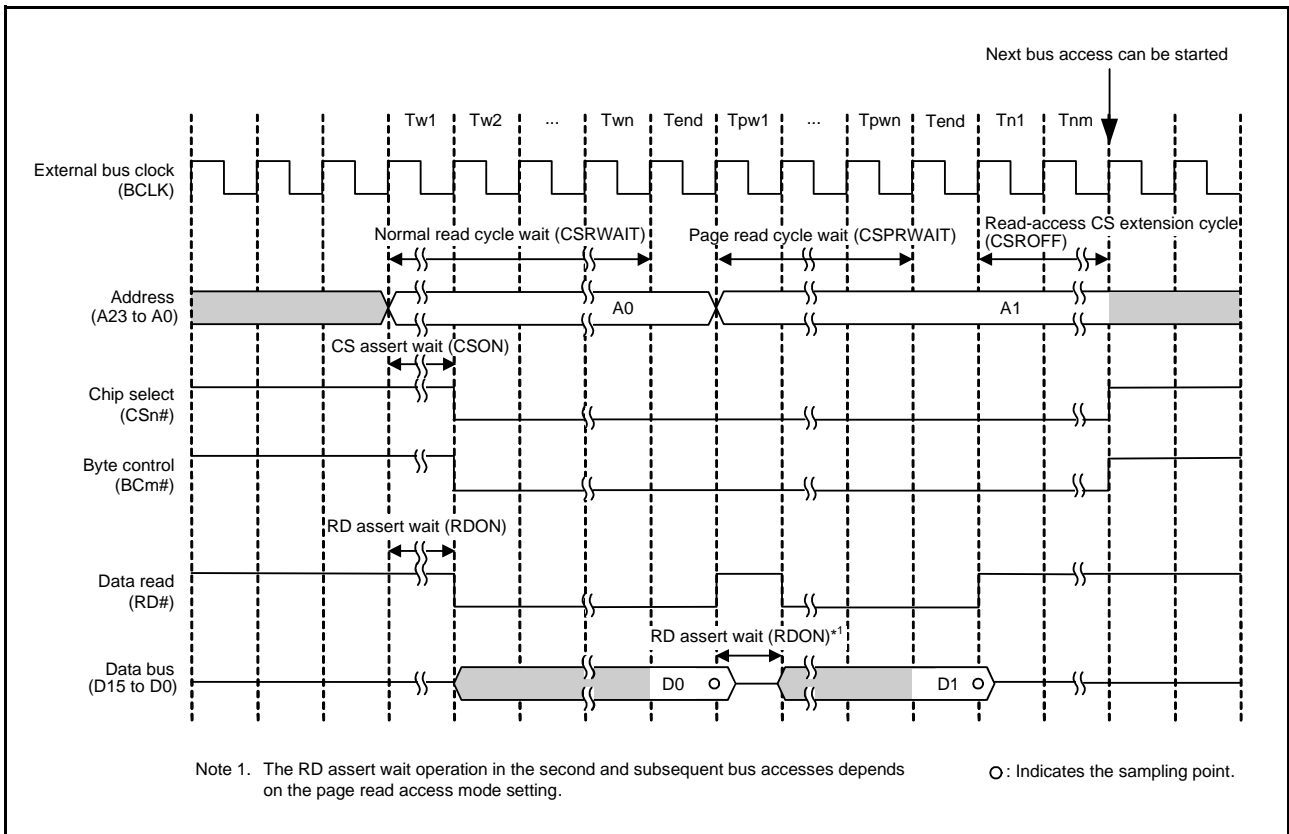 Next bus access can be started
Tw1 Tw2 ... Twn Tend Tpw1 ... Tpwn Tend Tn1 Tnm
External bus clock
(BCLK)
Normal read cycle wait (CSRWAIT)
Page read cycle wait (CSPRWAIT)
Read-access CS extension cycle
(CSROFF)
Address
(A23 to A0)
A0
A1
CS assert wait (CSON)
Chip select
(CSn#)
Byte control
(BCm#)
RD assert wait (RDON)
Data read
(RD#)
RD assert wait (RDON)*1
Data bus
(D15 to D0)
D0
D1
Note 1. The RD assert wait operation in the second and subsequent bus accesses depends
on the page read access mode setting.
: Indicates the sampling point.